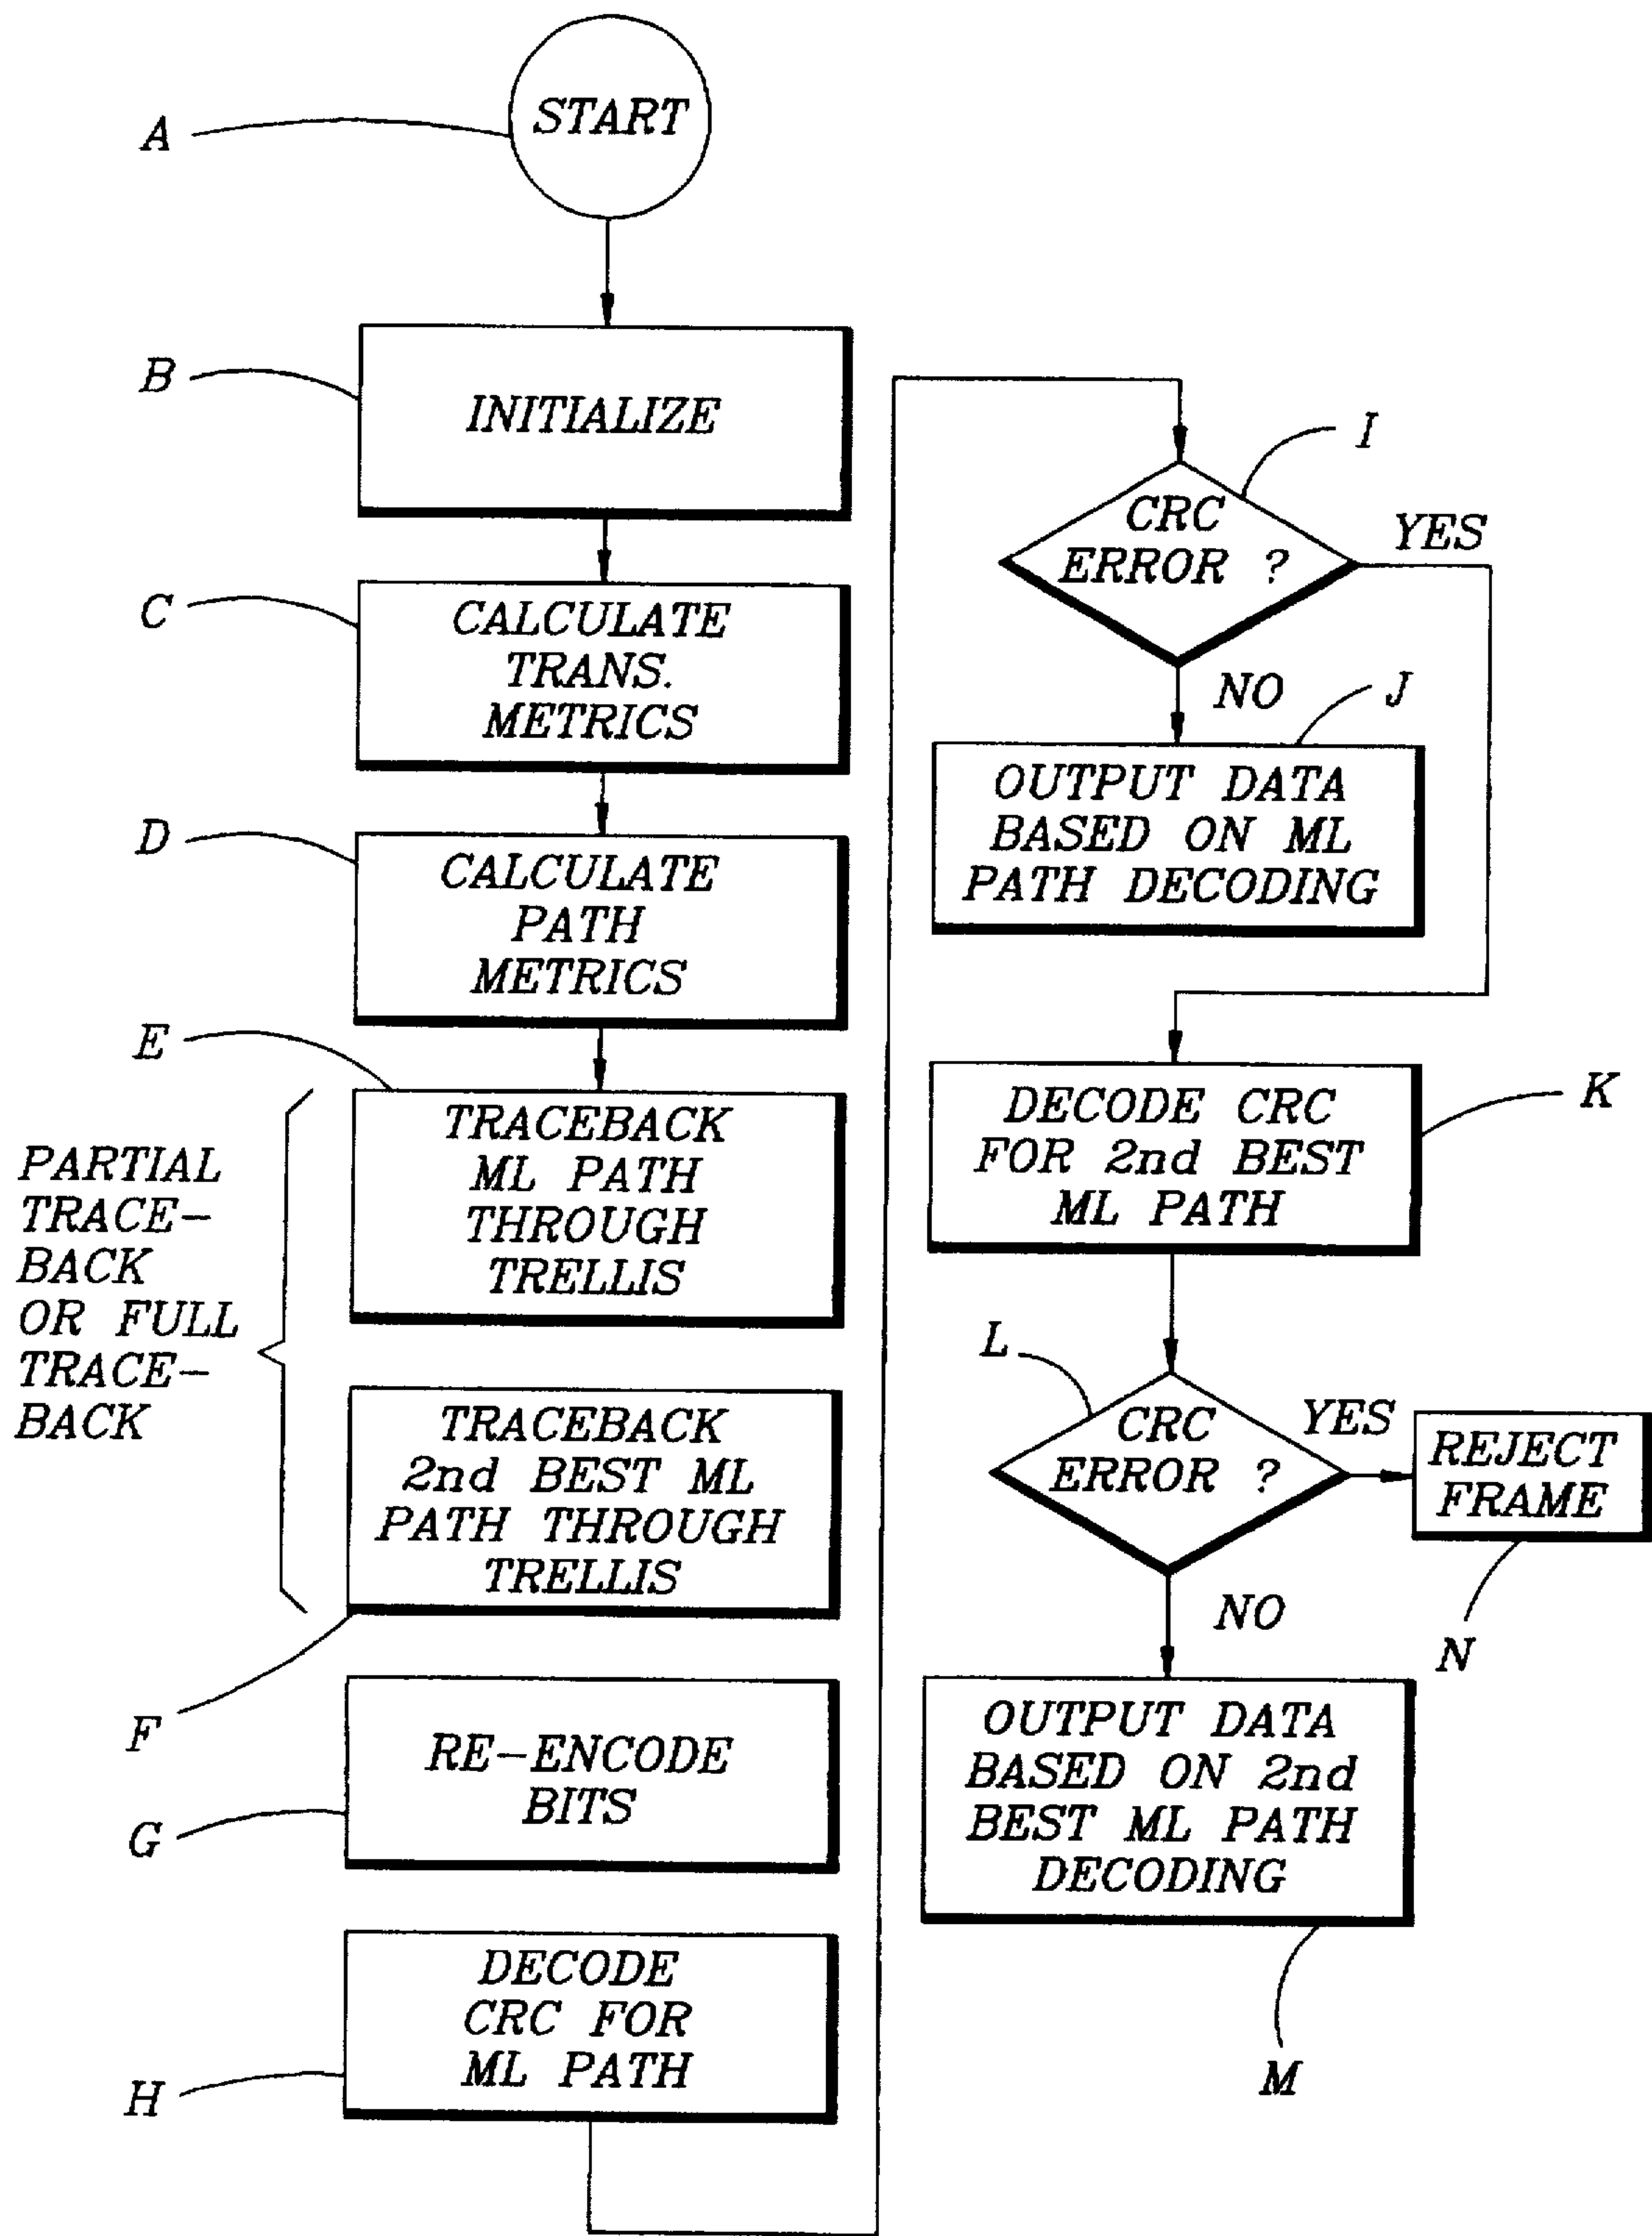 START
A
B
INITIALIZE
C
CALCULATE
TRANS.
METRICS
D
CALCULATE
PATH
METRICS
E
TRACEBACK
ML PATH
THROUGH
TRELLIS
PARTIAL
TRACE-
BACK
OR FULL
TRACE-
BACK
TRACEBACK
2nd BEST ML
PATH THROUGH
TRELLIS
F
RE-ENCODE
BITS
G
DECODE
CRC FOR
ML PATH
H
I
CRC
ERROR ?
YES
NO
J
OUTPUT DATA
BASED ON ML
PATH DECODING
K
DECODE CRC
FOR 2nd BEST
ML PATH
L
CRC
ERROR ?
YES
REJECT
FRAME
N
NO
OUTPUT DATA
BASED ON 2nd
BEST ML PATH
DECODING
M